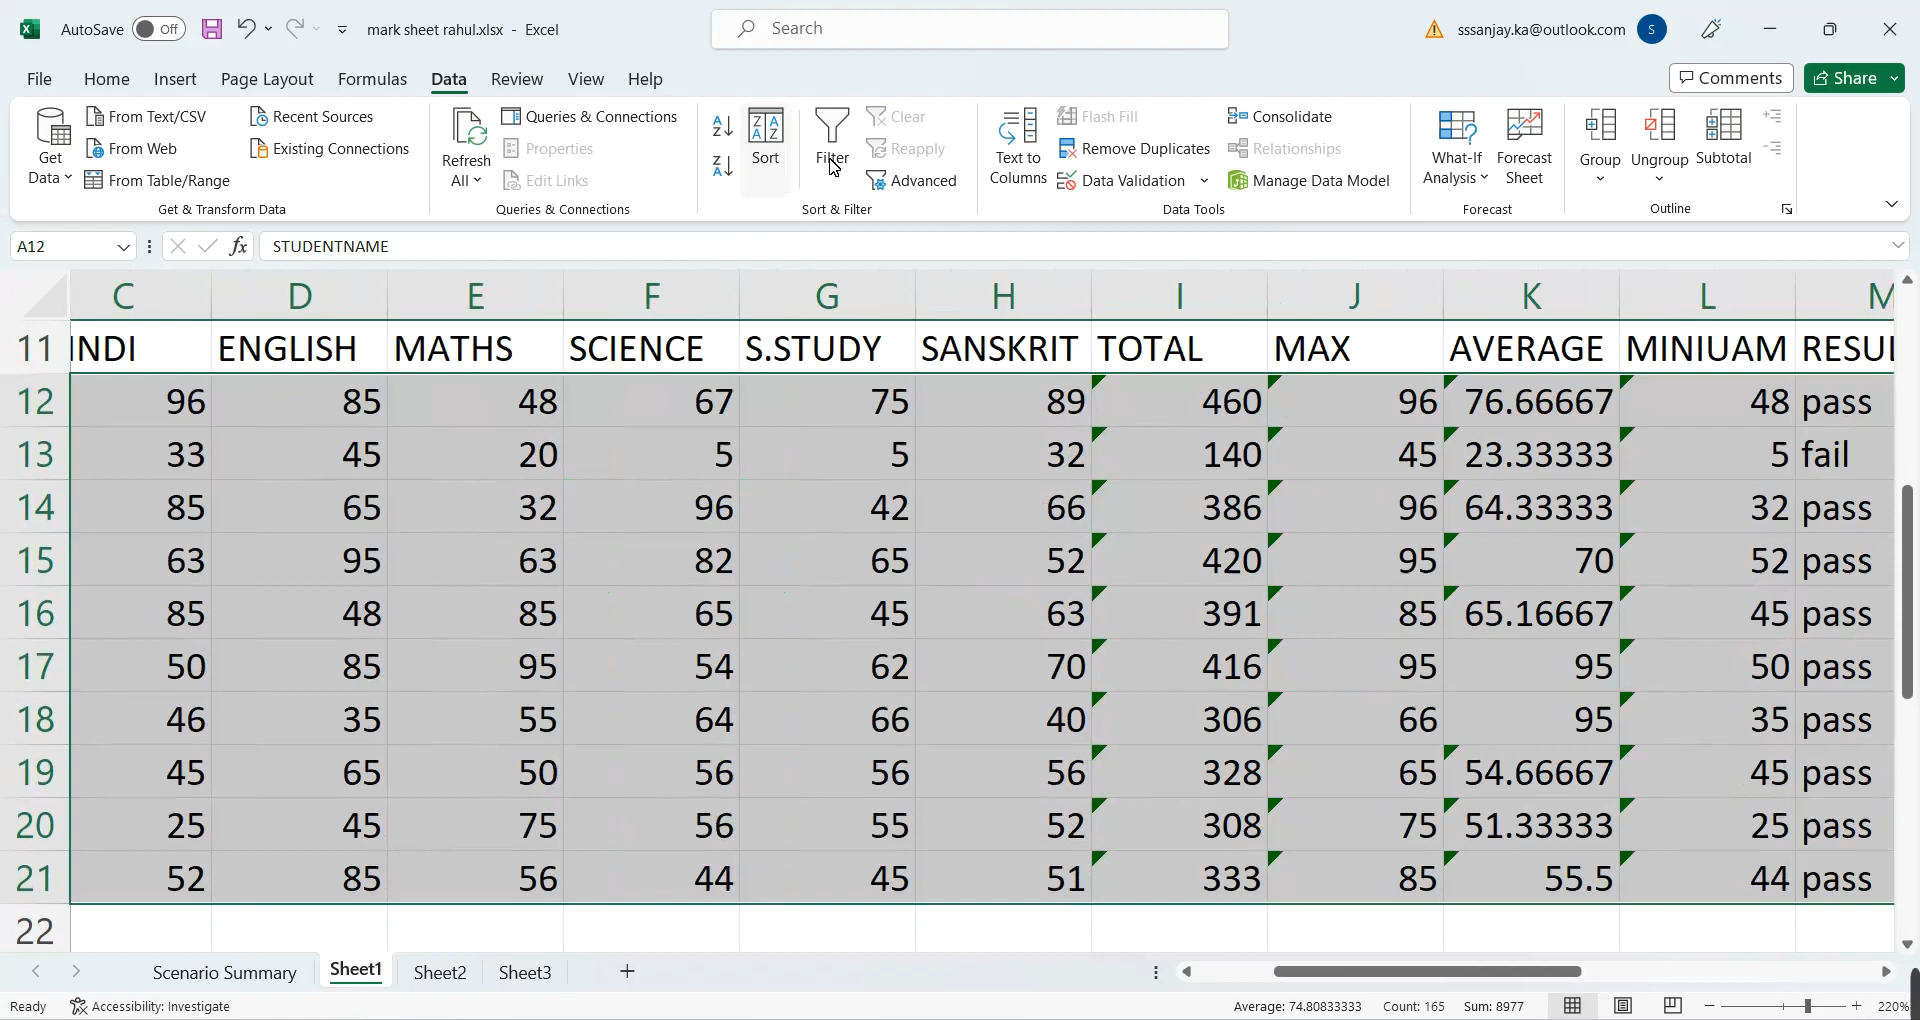 AutoSave Off mark sheet rahul.xlsx - Excel Search sssanjay.ka@outlook.com S
File Home Insert Page Layout Formulas Data Review View Help Comments Share
Get Data From Text/CSV From Web From Table/Range Recent Sources Existing Connections
Get & Transform Data
Refresh All Queries & Connections Properties Edit Links
Queries & Connections
Sort Filter Clear Reapply Advanced
Sort & Filter
Text to Columns Flash Fill Remove Duplicates Data Validation Consolidate Relationships Manage Data Model
Data Tools
What-If Analysis Forecast Sheet
Forecast
Group Ungroup Subtotal
Outline
A12 fx STUDENTNAME
C D E F G H I J K L M
11 INDI ENGLISH MATHS SCIENCE S.STUDY SANSKRIT TOTAL MAX AVERAGE MINIUAM RESUL
12 96 85 48 67 75 89 460 96 76.66667 48 pass
13 33 45 20 5 5 32 140 45 23.33333 5 fail
14 85 65 32 96 42 66 386 96 64.33333 32 pass
15 63 95 63 82 65 52 420 95 70 52 pass
16 85 48 85 65 45 63 391 85 65.16667 45 pass
17 50 85 95 54 62 70 416 95 95 50 pass
18 46 35 55 64 66 40 306 66 95 35 pass
19 45 65 50 56 56 56 328 65 54.66667 45 pass
20 25 45 75 56 55 52 308 75 51.33333 25 pass
21 52 85 56 44 45 51 333 85 55.5 44 pass
22
Scenario Summary Sheet1 Sheet2 Sheet3
Ready Accessibility: Investigate Average: 74.80833333 Count: 165 Sum: 8977 220%